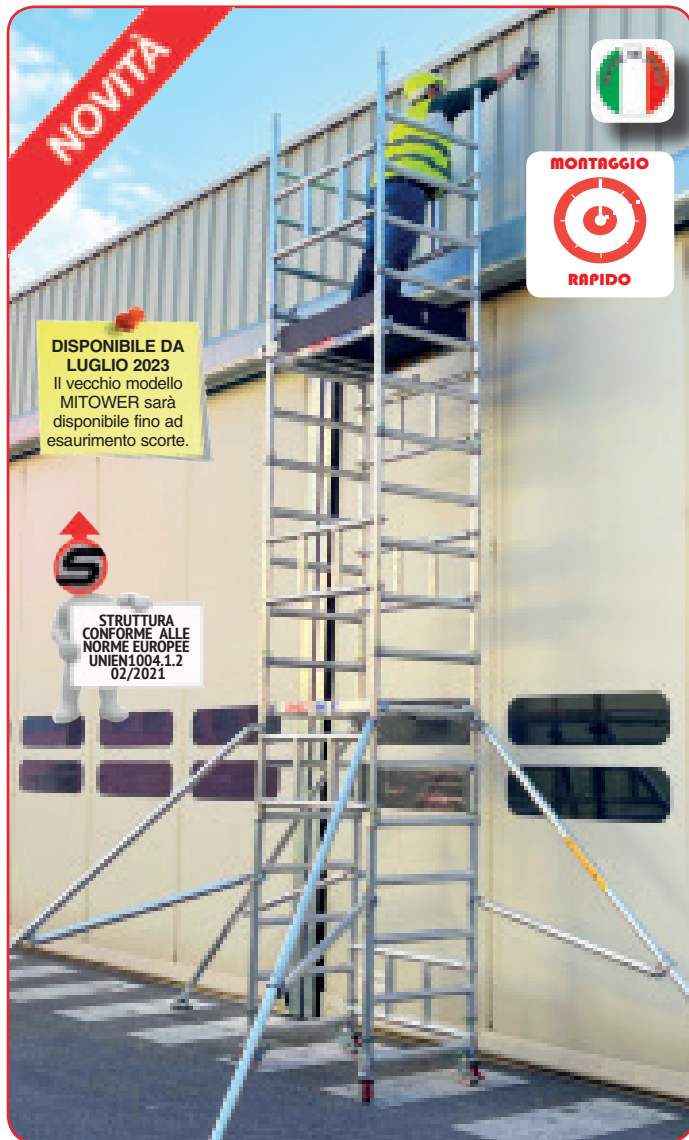 NOVITÀ
MONTAGGIO
RAPIDO
DISPONIBILE DA
LUGLIO 2023
Il vecchio modello
MITOWER sarà
disponibile fino ad
esaurimento scorte.
S
STRUTTURA
CONFORME ALLE
NORME EUROPEE
UNIEN1004.1.2
02/2021